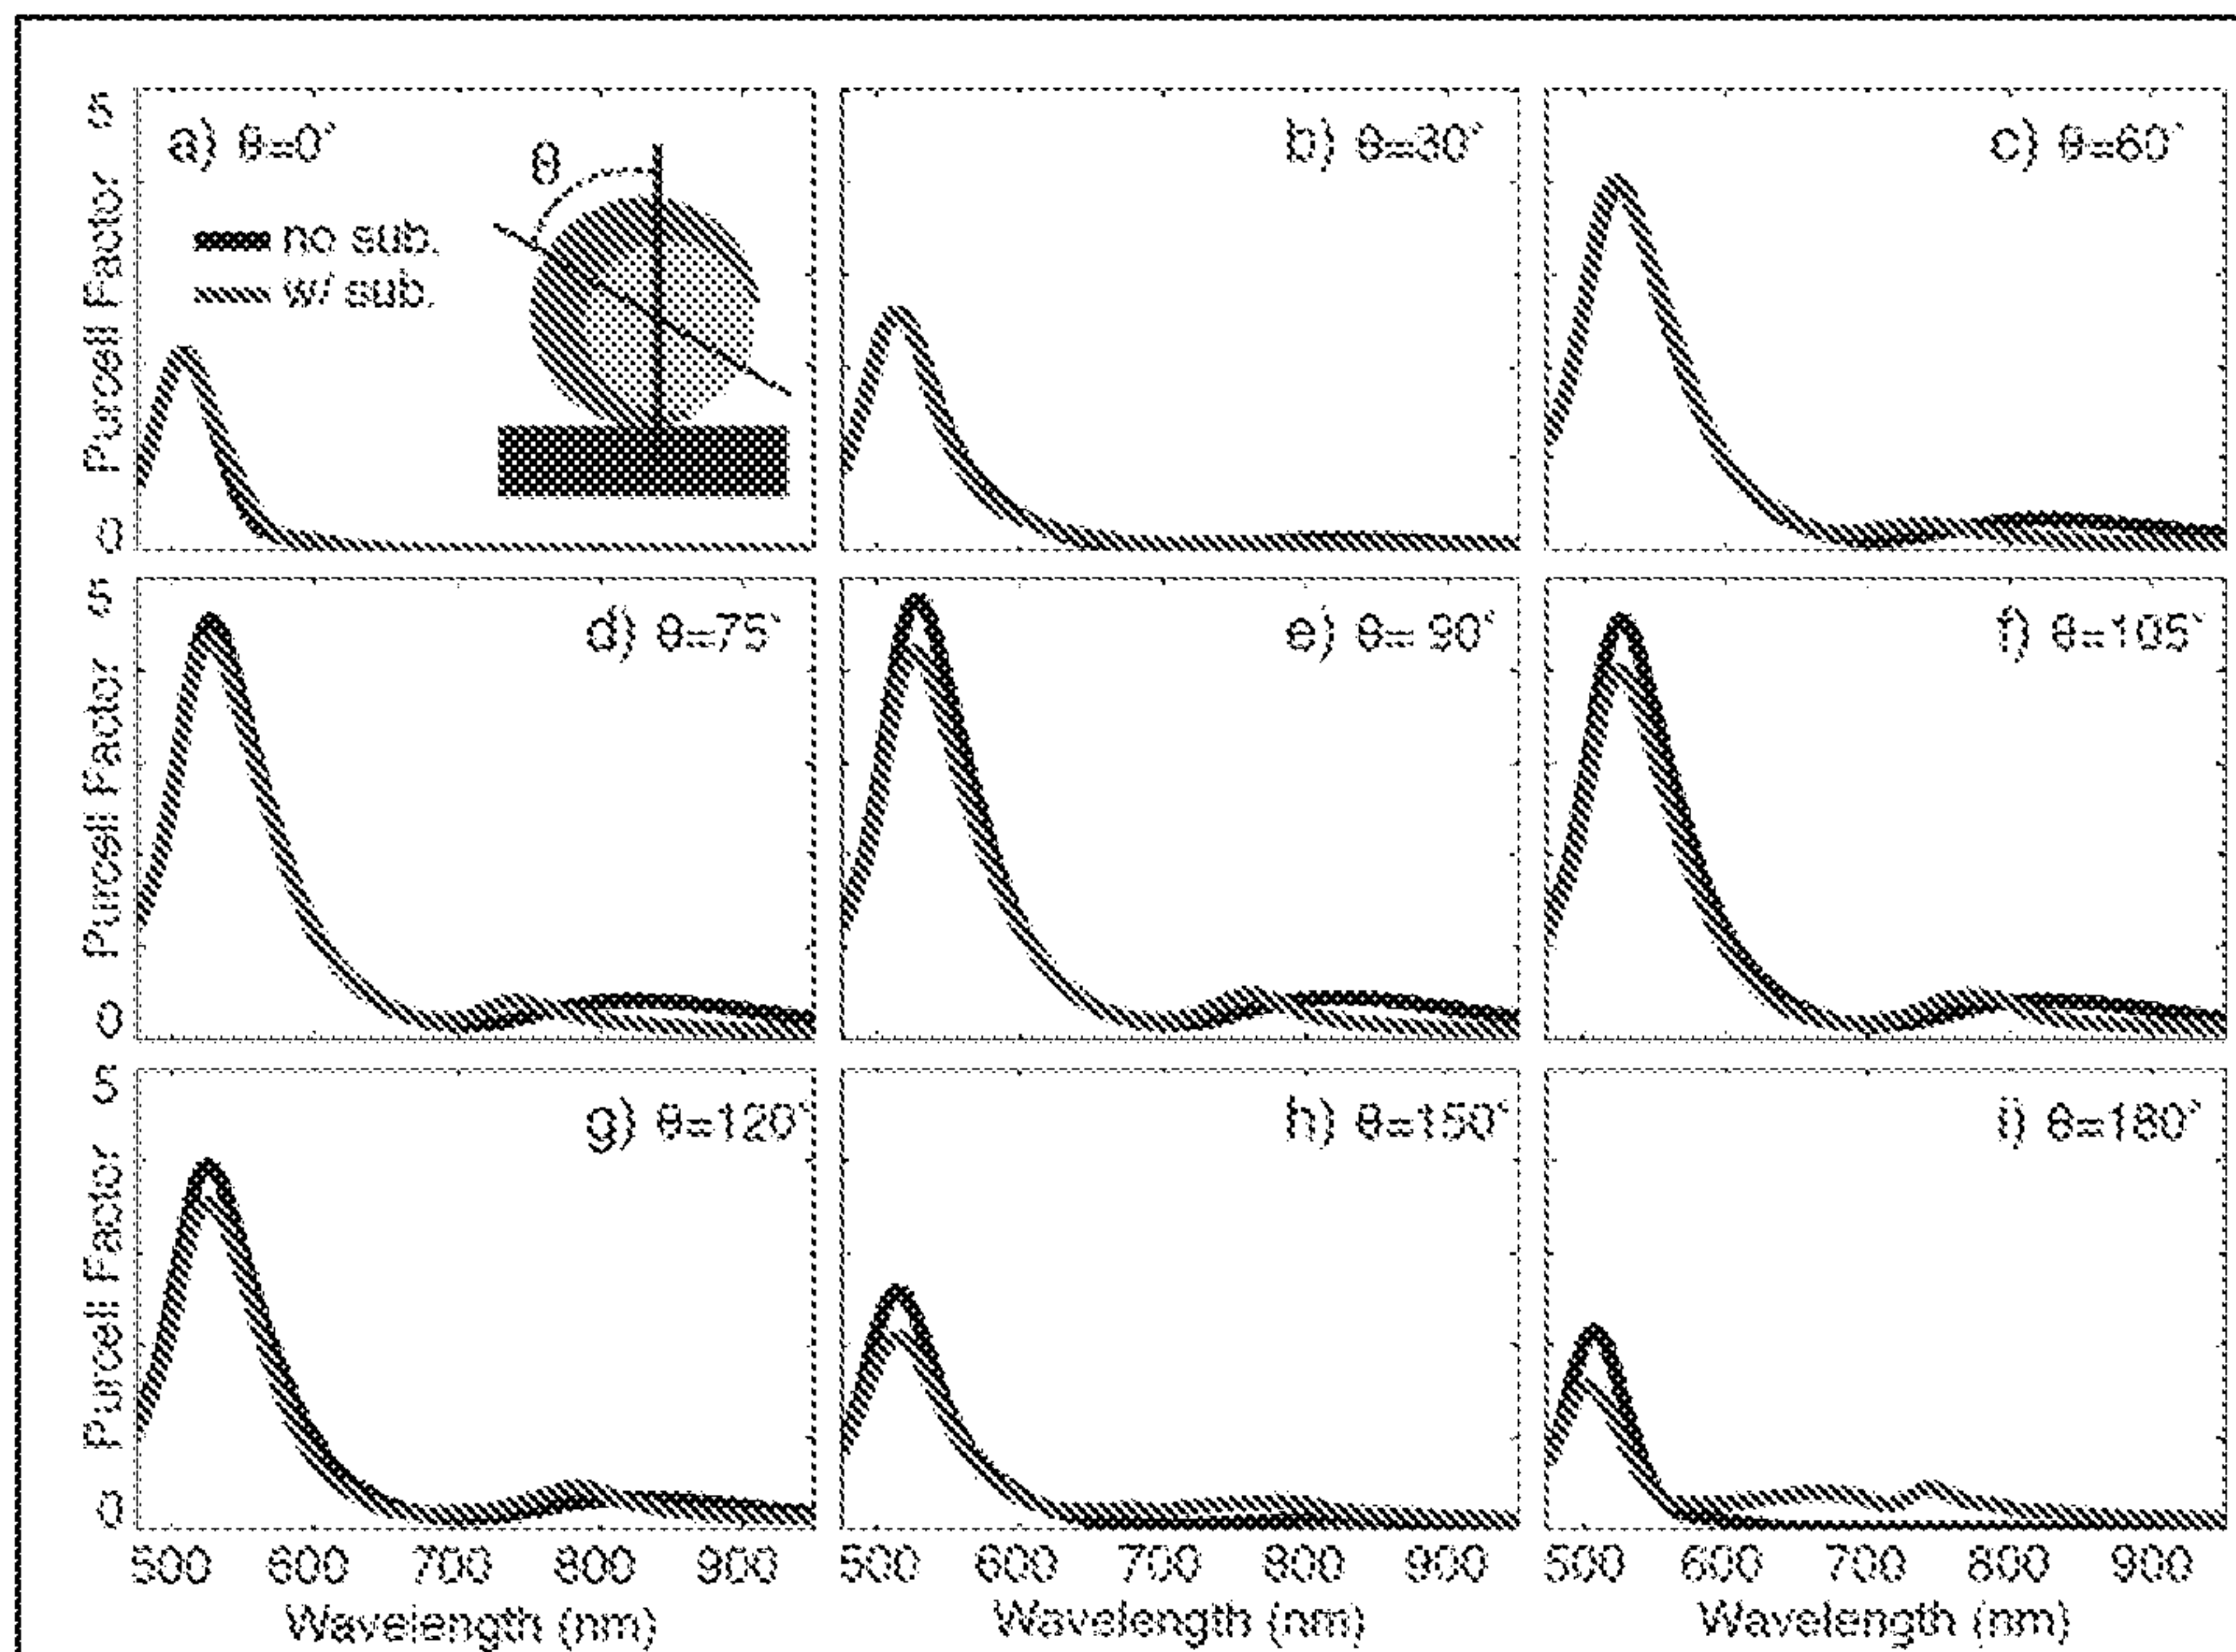 a) θ=0°
b) θ=30°
c) θ=60°
θ
no sub.
w/ sub.
Purcell Factor
5
0
d) θ=75°
e) θ= 90°
f) θ=105°
Purcell Factor
5
0
g) θ=120°
h) θ=150°
i) θ=180°
Purcell Factor
5
0
500 600 700 800 900
500 600 700 800 900
500 600 700 800 900
Wavelength (nm)
Wavelength (nm)
Wavelength (nm)